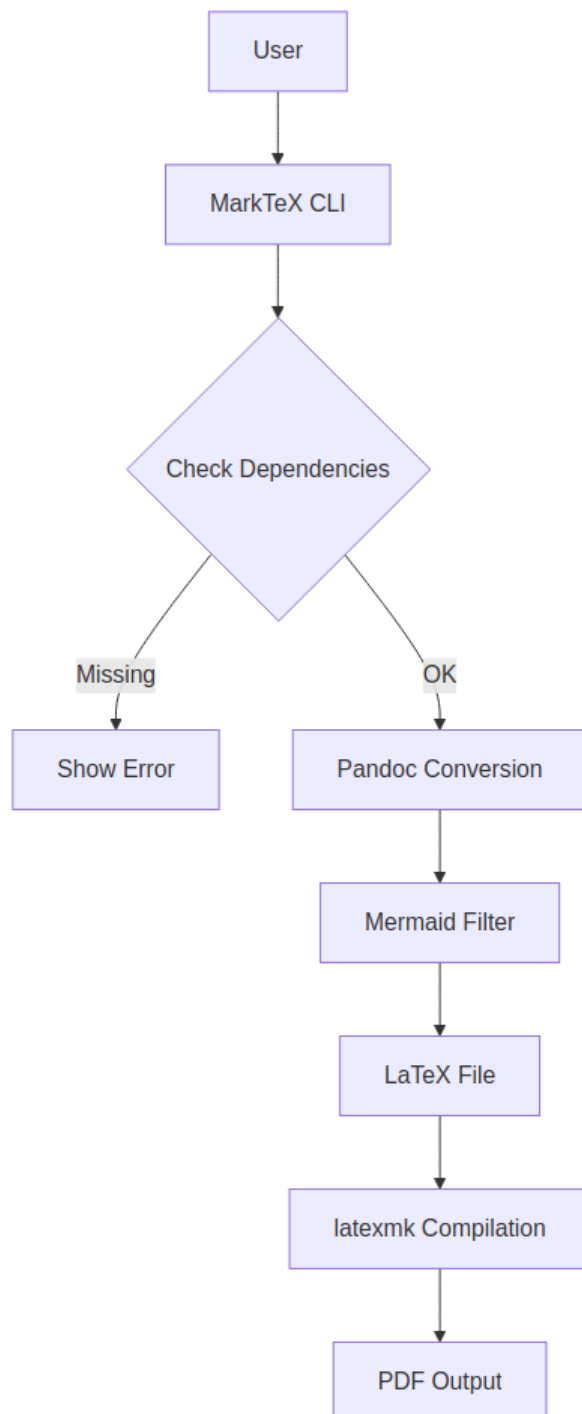 User
MarkTeX CLI
Check Dependencies
Missing
OK
Show Error
Pandoc Conversion
Mermaid Filter
LaTeX File
latexmk Compilation
PDF Output